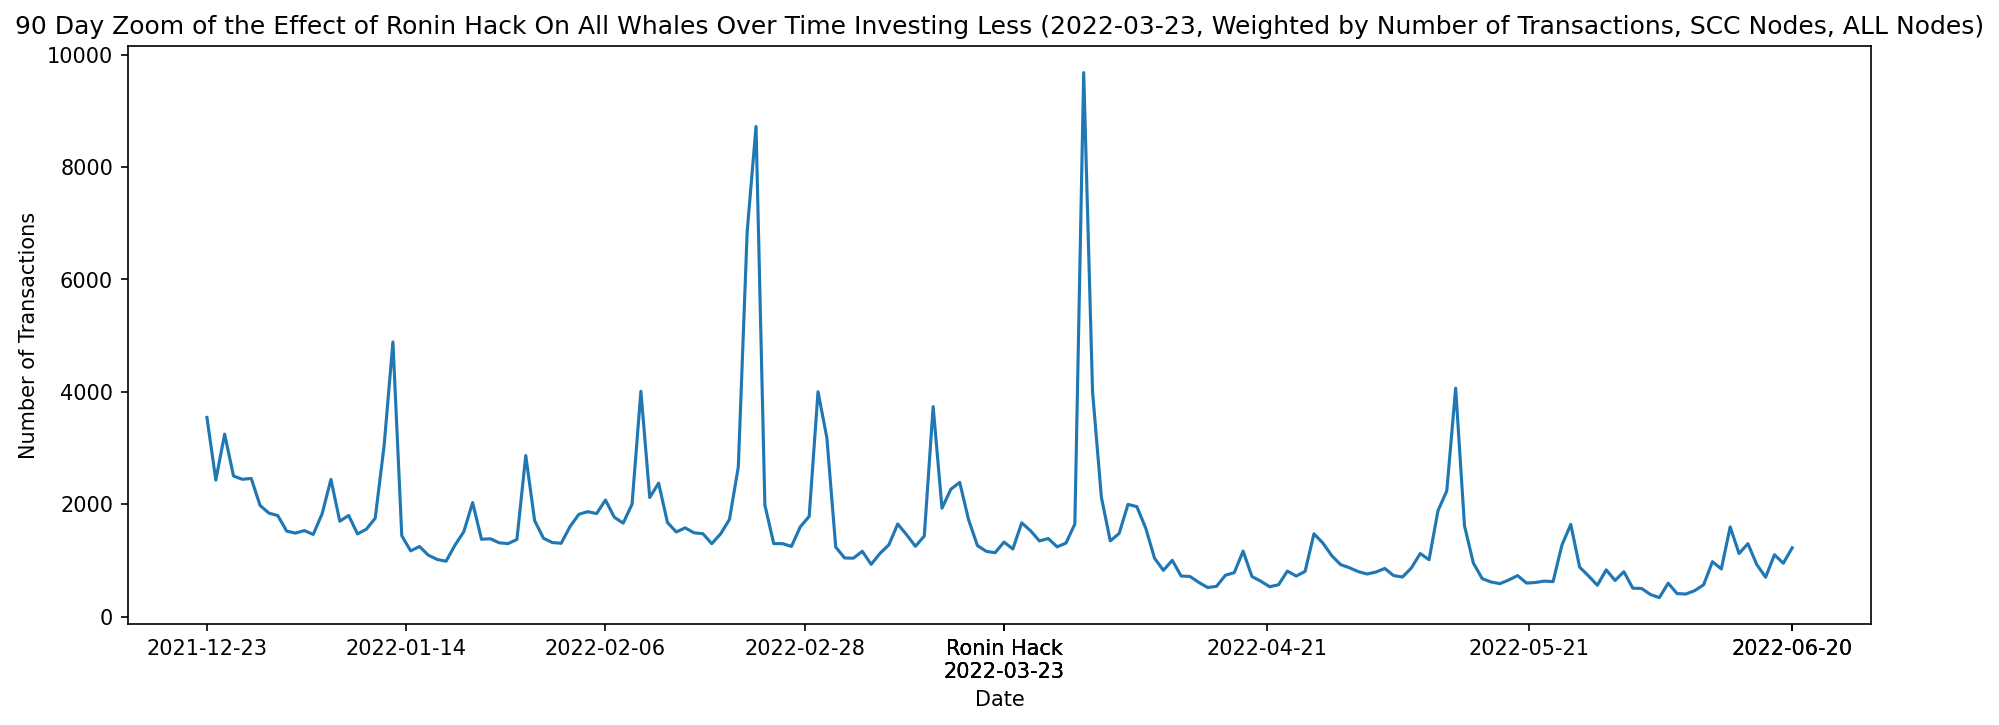 90 Day Zoom of the Effect of Ronin Hack On All Whales Over Time Investing Less (2022-03-23, Weighted by Number of Transactions, SCC Nodes, ALL Nodes)
10000
8000
6000
4000
2000
0
Number of Transactions
2021-12-23 2022-01-14 2022-02-06 2022-02-28 Ronin Hack 2022-04-21 2022-05-21 2022-06-20
2022-03-23
Date